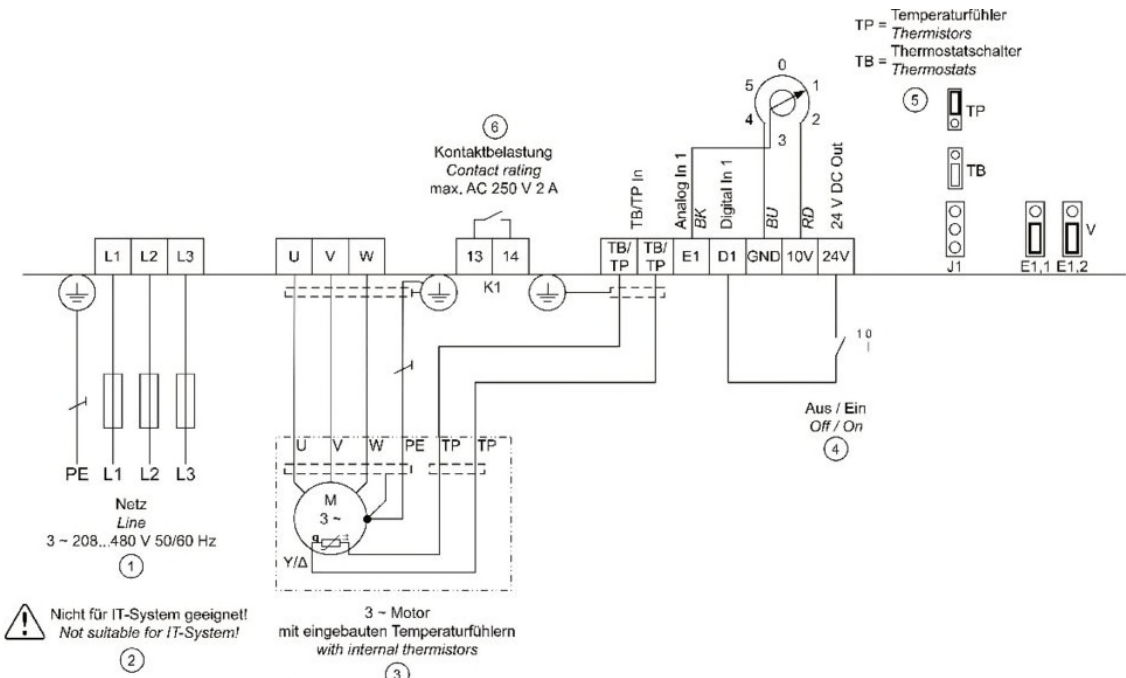 TP = Temperaturfühler
Thermistors
TB = Thermostatschalter
Thermostats
5
TP
TB
J1
E1,1 E1,2
V
0
5 1
4 2
3
6
Kontaktbelastung
Contact rating
max. AC 250 V 2 A
TB/TP In
Analog In 1
BK
Digital In 1
BU
RD
24 V DC Out
L1 L2 L3
U V W
13 14
K1
TB/TP TB/TP E1 D1 GND 10V 24V
1 0
I
Aus / Ein
Off / On
4
PE L1 L2 L3
Netz
Line
3 ~ 208...480 V 50/60 Hz
1
Nicht für IT-System geeignet!
Not suitable for IT-System!
2
U V W PE TP TP
M
3 ~
Y/Δ
3 ~ Motor
mit eingebauten Temperaturfühlern
with internal thermistors
3